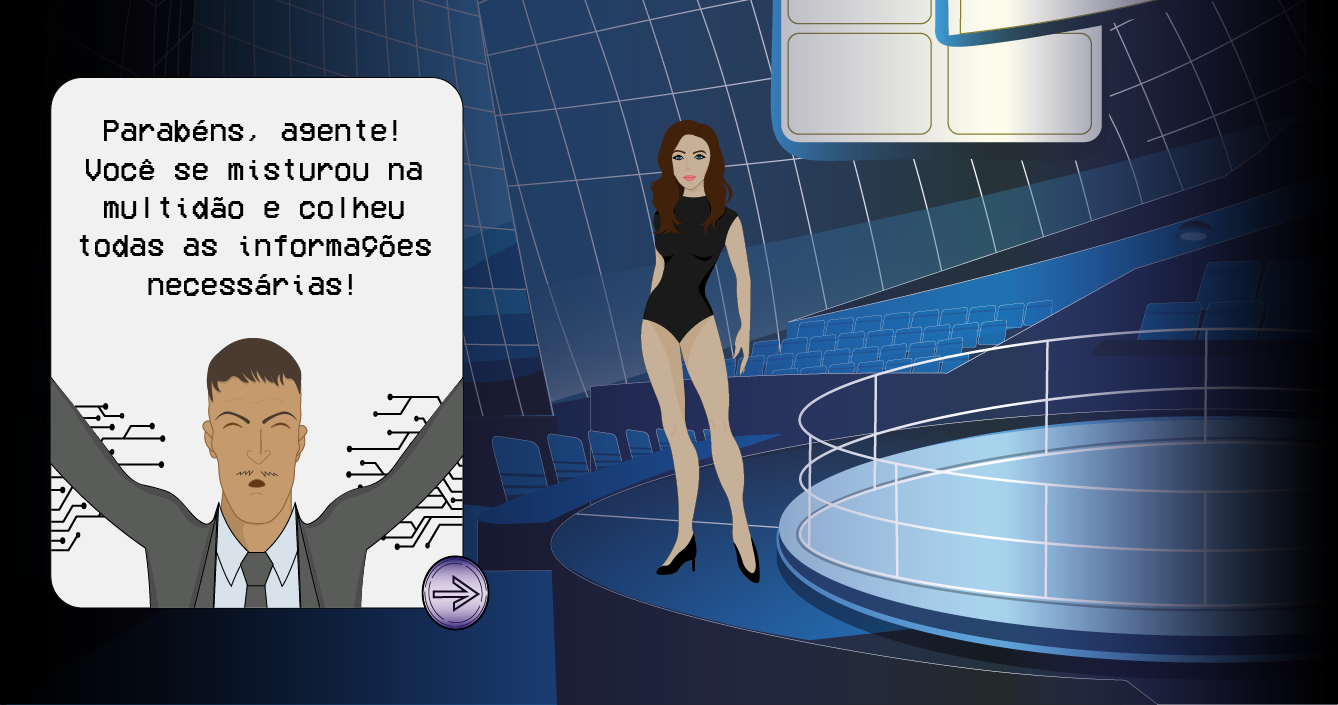 Parabéns, agente!
Você se misturou na
multidão e colheu
todas as informações
necessárias!